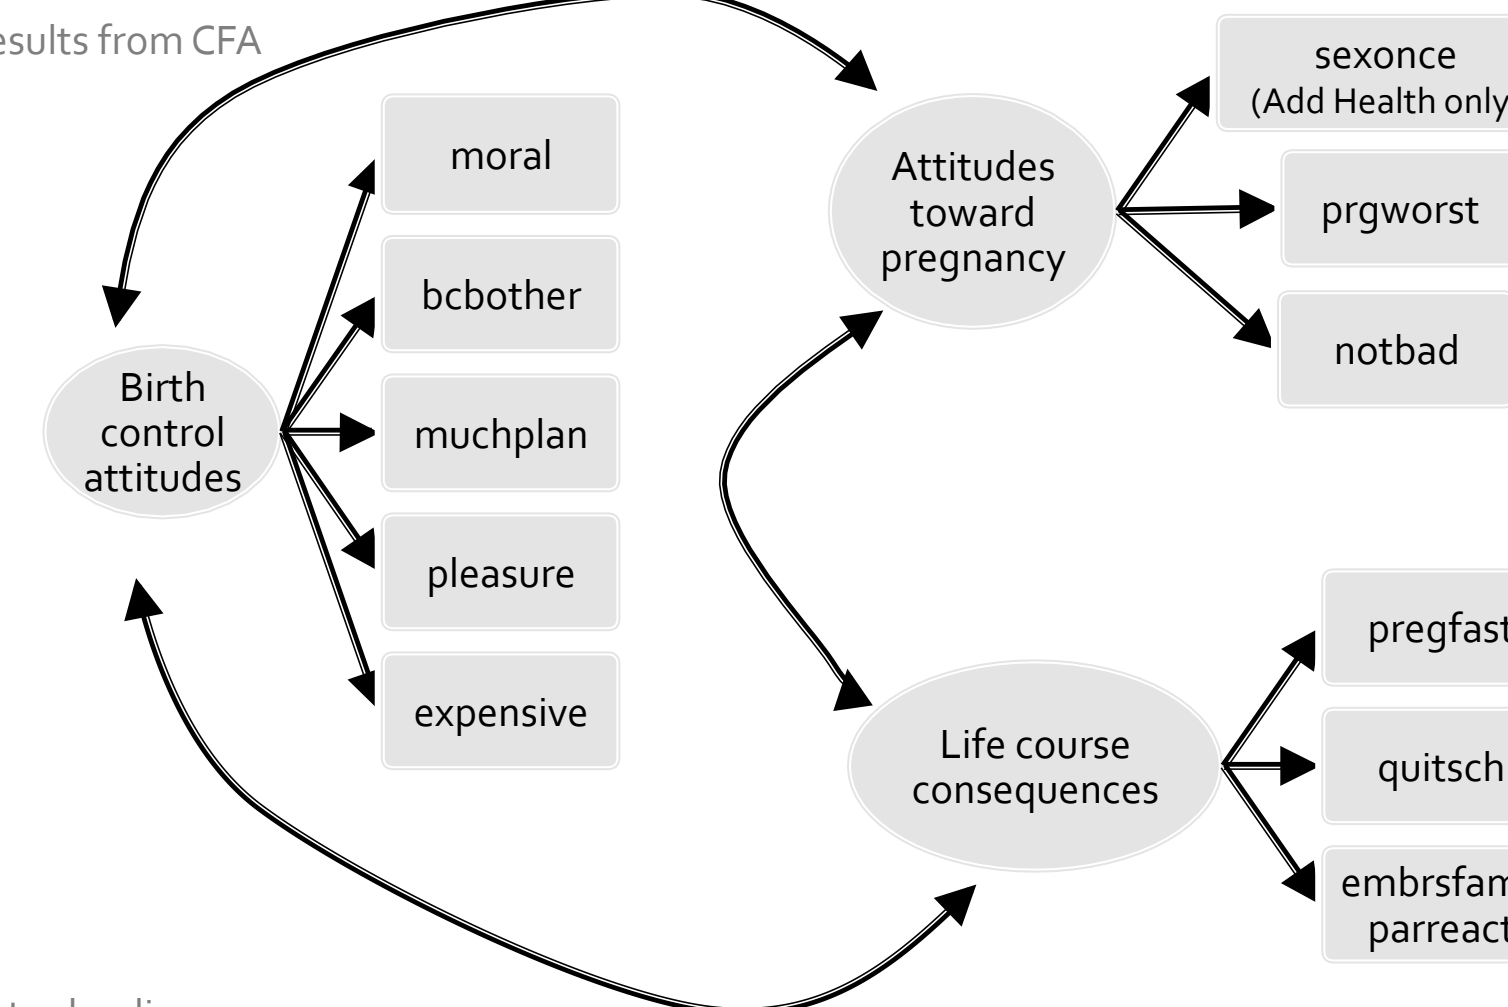 esults from CFA
moral
bcbother
muchplan
pleasure
expensive
Birth
control
attitudes
Attitudes
toward
pregnancy
sexonce
(Add Health only
prgworst
notbad
Life course
consequences
pregfast
quitsch
embrsfam
parreact